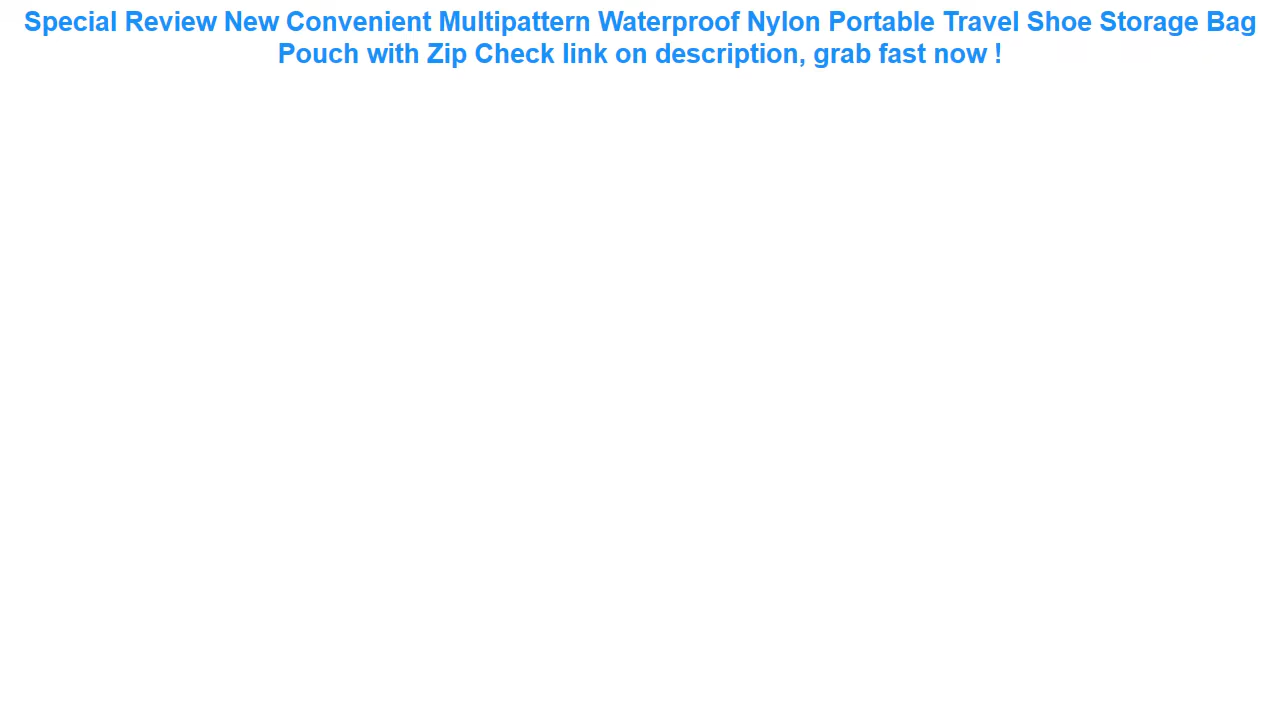 Special Review New Convenient Multipattern Waterproof Nylon Portable Travel Shoe Storage Bag
Pouch with Zip Check link on description, grab fast now !